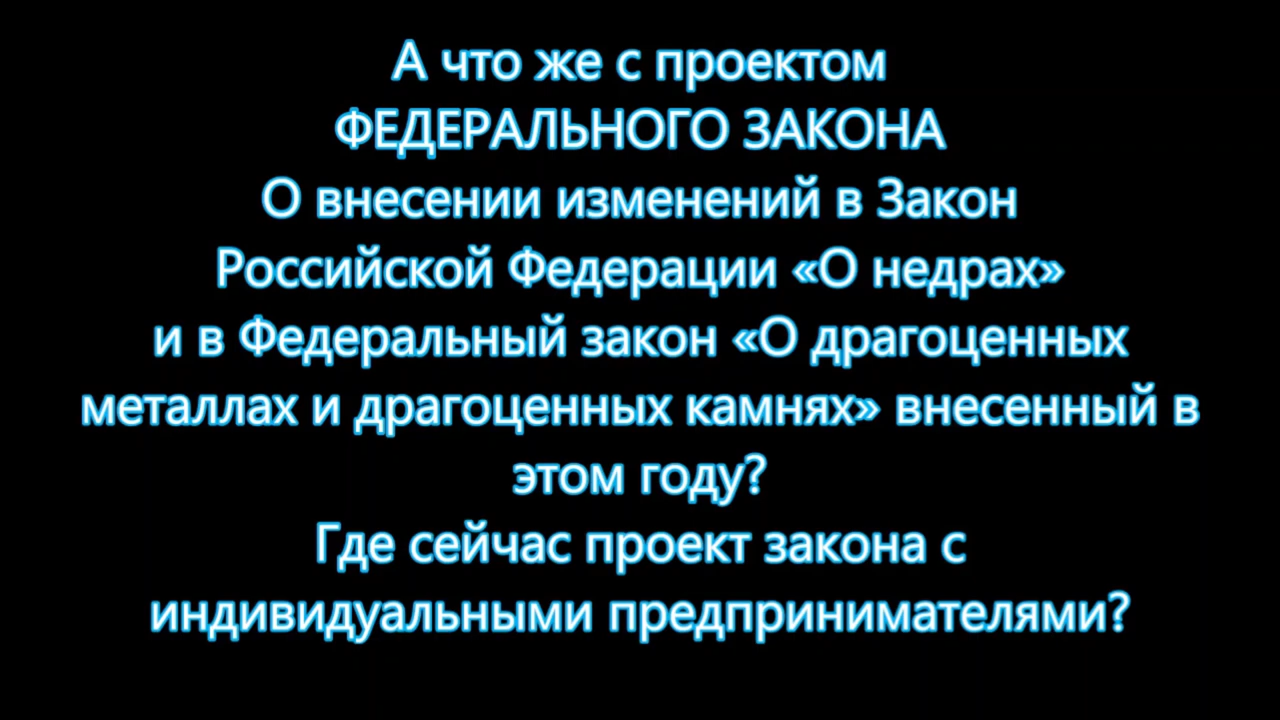 А что же с проектом
ФЕДЕРАЛЬНОГО ЗАКОНА
О внесении изменений в Закон
Российской Федерации «О недрах»
и в Федеральный закон «О драгоценных
металлах и драгоценных камнях» внесенный в
этом году?
Где сейчас проект закона с
индивидуальными предпринимателями?